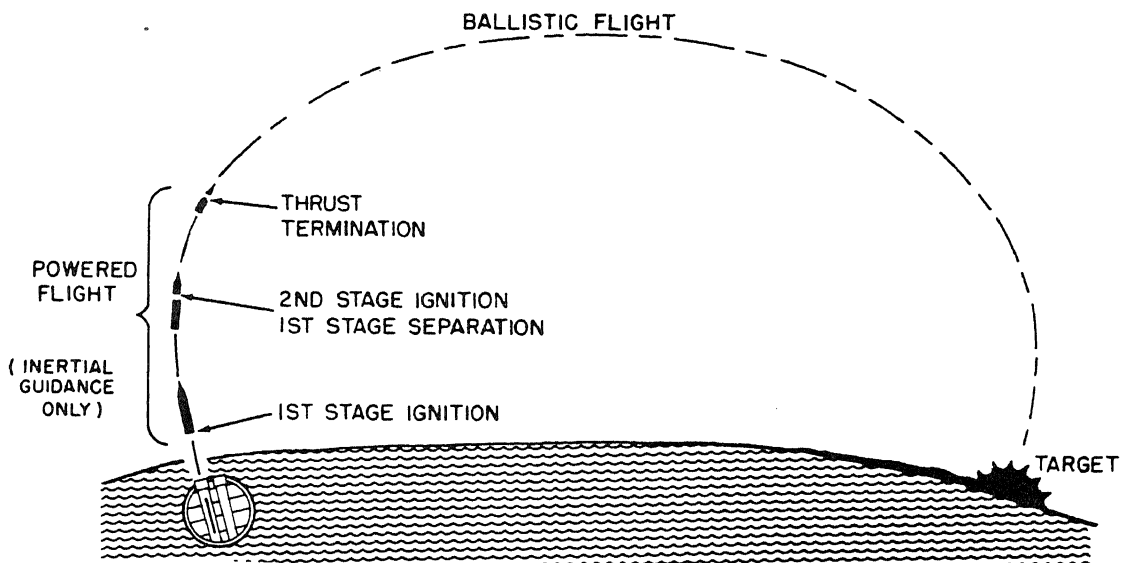 BALLISTIC FLIGHT
THRUST
TERMINATION
POWERED
FLIGHT
2ND STAGE IGNITION
1ST STAGE SEPARATION
( INERTIAL
GUIDANCE
ONLY )
1ST STAGE IGNITION
TARGET